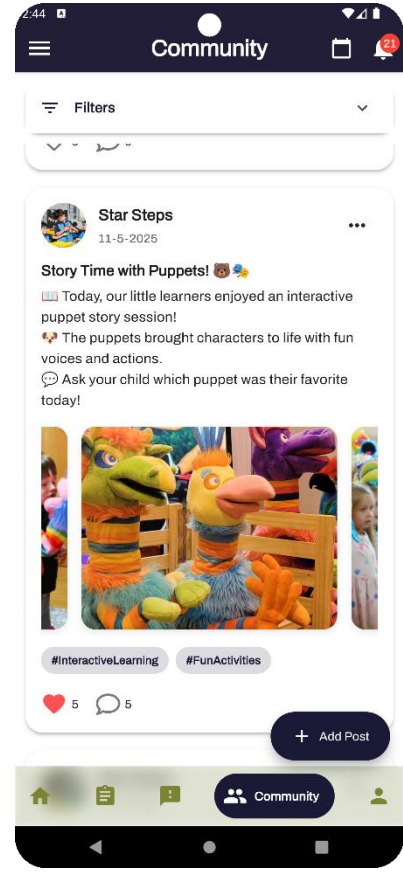 2:44
Community
21
Filters
Star Steps
11-5-2025
Story Time with Puppets! 🐻🎭
📖 Today, our little learners enjoyed an interactive
puppet story session!
🐶 The puppets brought characters to life with fun
voices and actions.
💬 Ask your child which puppet was their favorite
today!
#InteractiveLearning #FunActivities
5 5
+ Add Post
Community